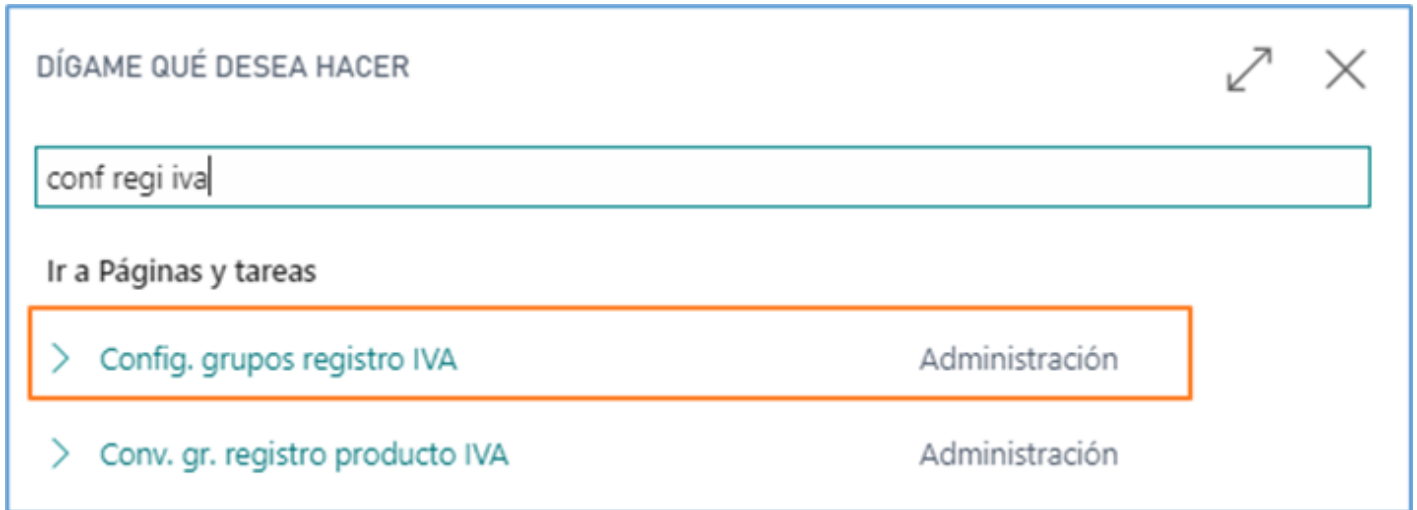 DÍGAME QUÉ DESEA HACER
conf regi iva
Ir a Páginas y tareas
Config. grupos registro IVA Administración
Conv. gr. registro producto IVA Administración